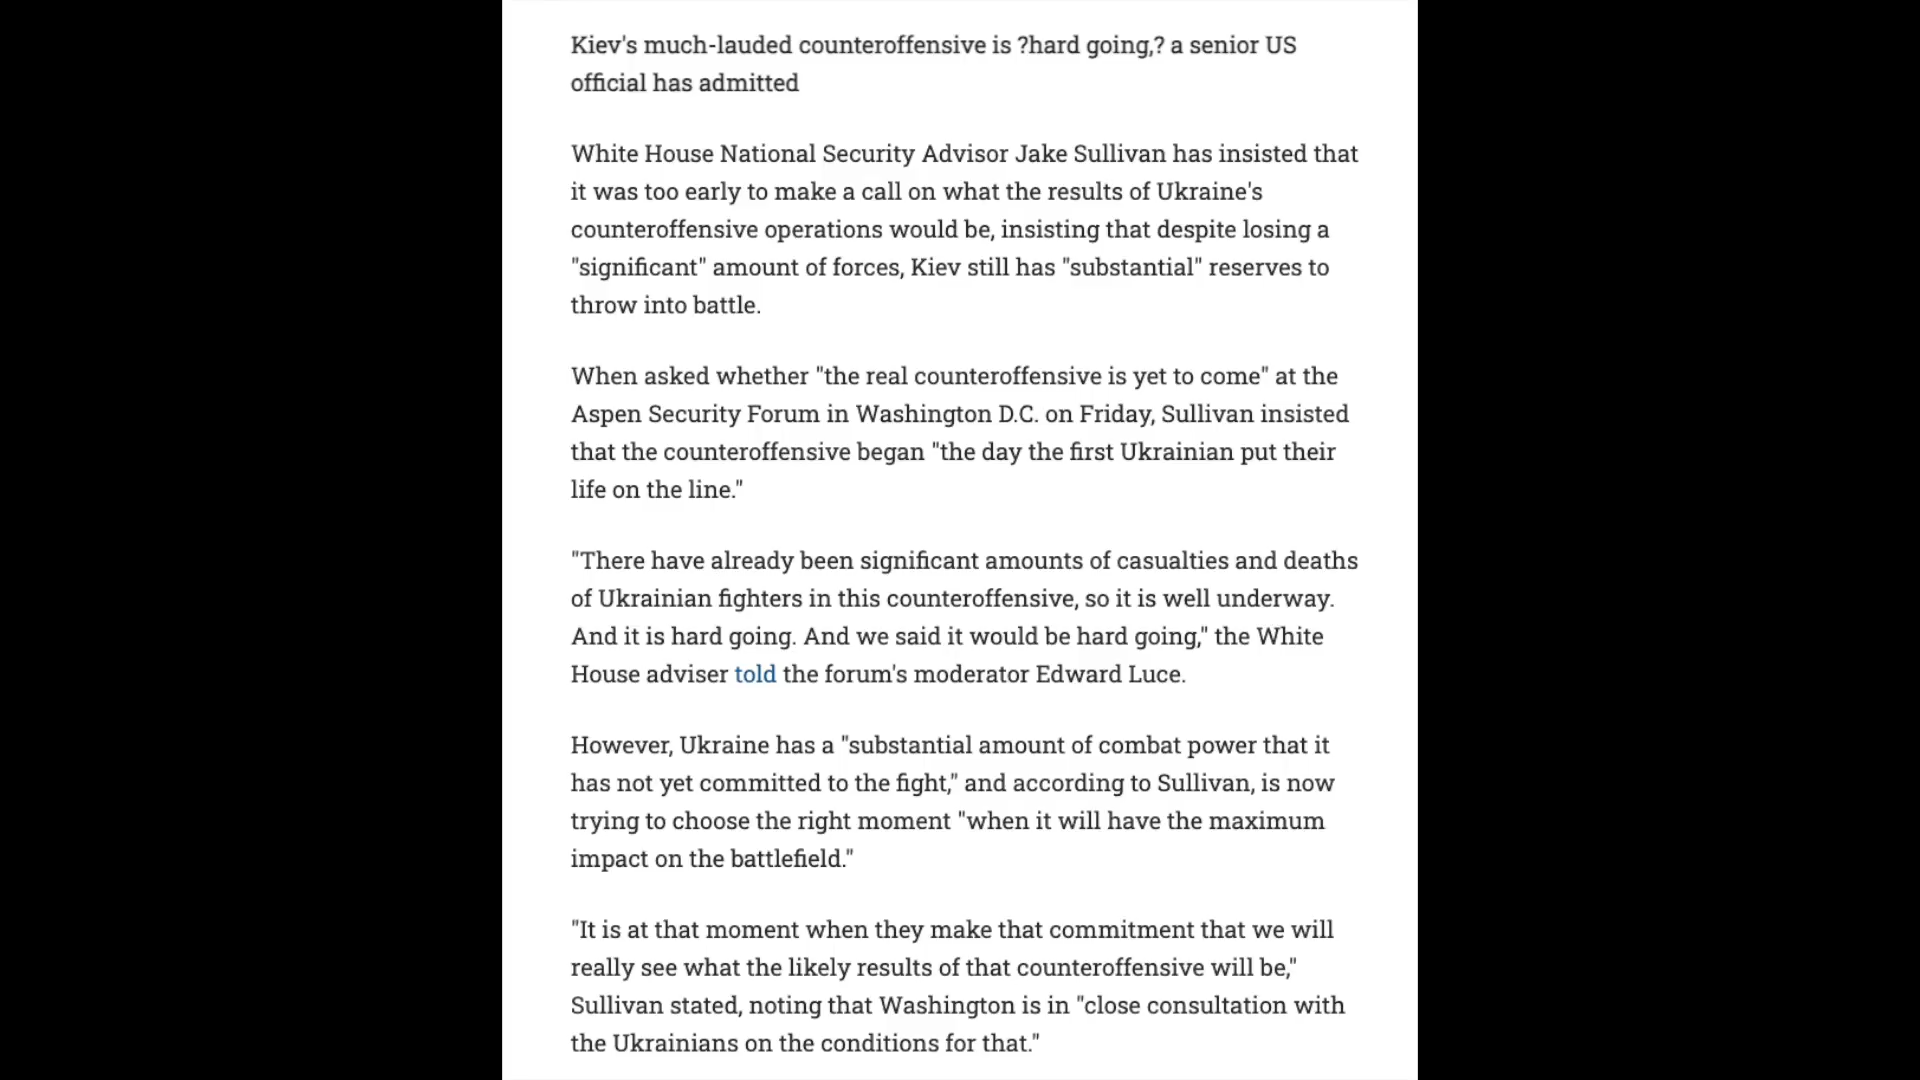 Kiev's much-lauded counteroffensive is ?hard going,? a senior US
official has admitted
White House National Security Advisor Jake Sullivan has insisted that
it was too early to make a call on what the results of Ukraine's
counteroffensive operations would be, insisting that despite losing a
"significant" amount of forces, Kiev still has "substantial" reserves to
throw into battle.
When asked whether "the real counteroffensive is yet to come" at the
Aspen Security Forum in Washington D.C. on Friday, Sullivan insisted
that the counteroffensive began "the day the first Ukrainian put their
life on the line."
"There have already been significant amounts of casualties and deaths
of Ukrainian fighters in this counteroffensive, so it is well underway.
And it is hard going. And we said it would be hard going," the White
House adviser told the forum's moderator Edward Luce.
However, Ukraine has a "substantial amount of combat power that it
has not yet committed to the fight," and according to Sullivan, is now
trying to choose the right moment "when it will have the maximum
impact on the battlefield."
"It is at that moment when they make that commitment that we will
really see what the likely results of that counteroffensive will be,"
Sullivan stated, noting that Washington is in "close consultation with
the Ukrainians on the conditions for that."